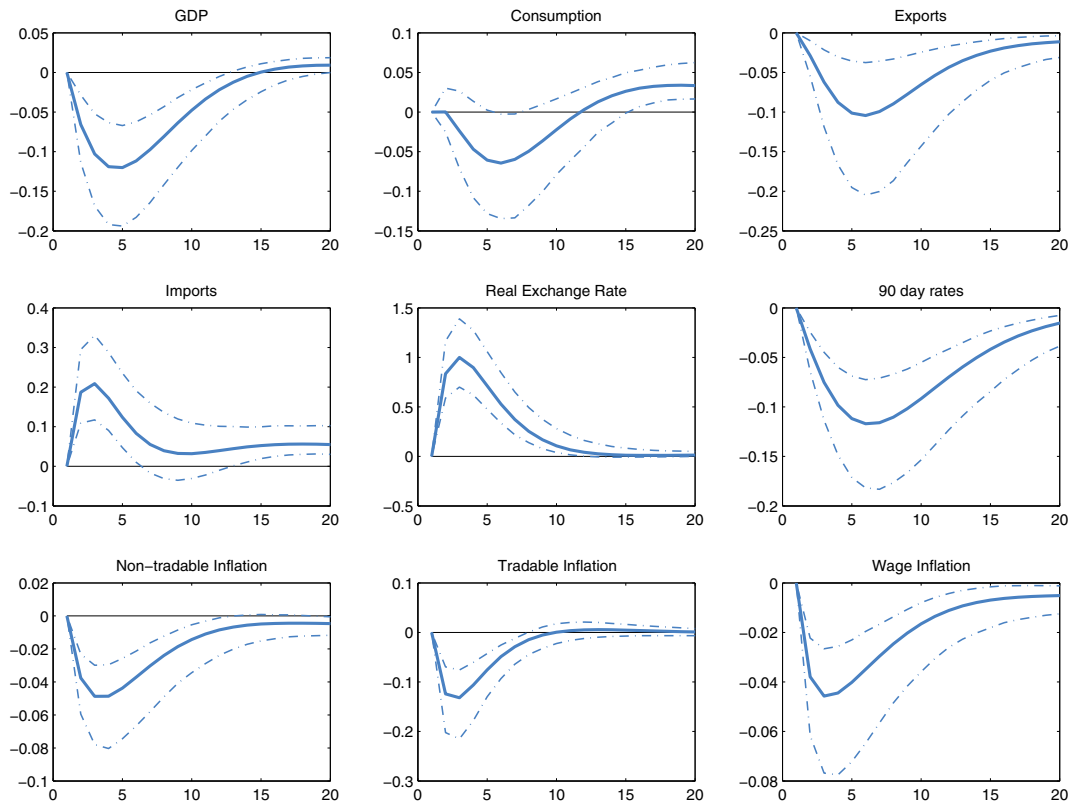 GDP
0.05
0
−0.05
−0.1
−0.15
−0.2
0 5 10 15 20
Consumption
0.1
0.05
0
−0.05
−0.1
−0.15
0 5 10 15 20
Exports
0
−0.05
−0.1
−0.15
−0.2
−0.25
0 5 10 15 20
Imports
0.4
0.3
0.2
0.1
0
−0.1
0 5 10 15 20
Real Exchange Rate
1.5
1
0.5
0
−0.5
0 5 10 15 20
90 day rates
0
−0.05
−0.1
−0.15
−0.2
0 5 10 15 20
Non−tradable Inflation
0.02
0
−0.02
−0.04
−0.06
−0.08
−0.1
0 5 10 15 20
Tradable Inflation
0.1
0
−0.1
−0.2
−0.3
0 5 10 15 20
Wage Inflation
0
−0.02
−0.04
−0.06
−0.08
0 5 10 15 20